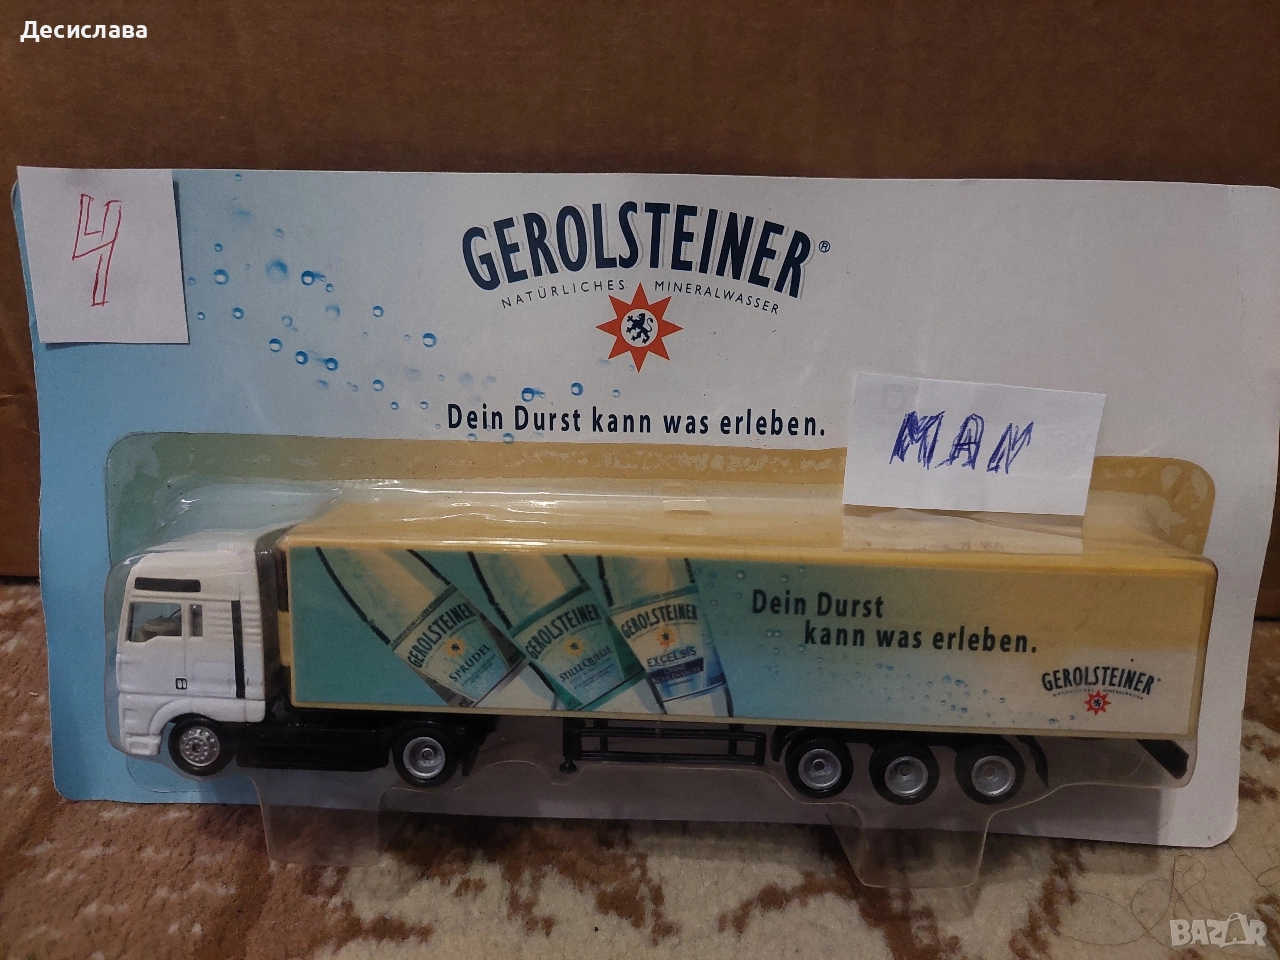 Десислава
4
GEROLSTEINER®
NATÜRLICHES MINERALWASSER
Dein Durst kann was erleben.
MAN
GEROLSTEINER
SPRUDEL
GEROLSTEINER
STILLE QUELLE
GEROLSTEINER
EXCELSIS
Dein Durst
kann was erleben.
GEROLSTEINER
BAZAR